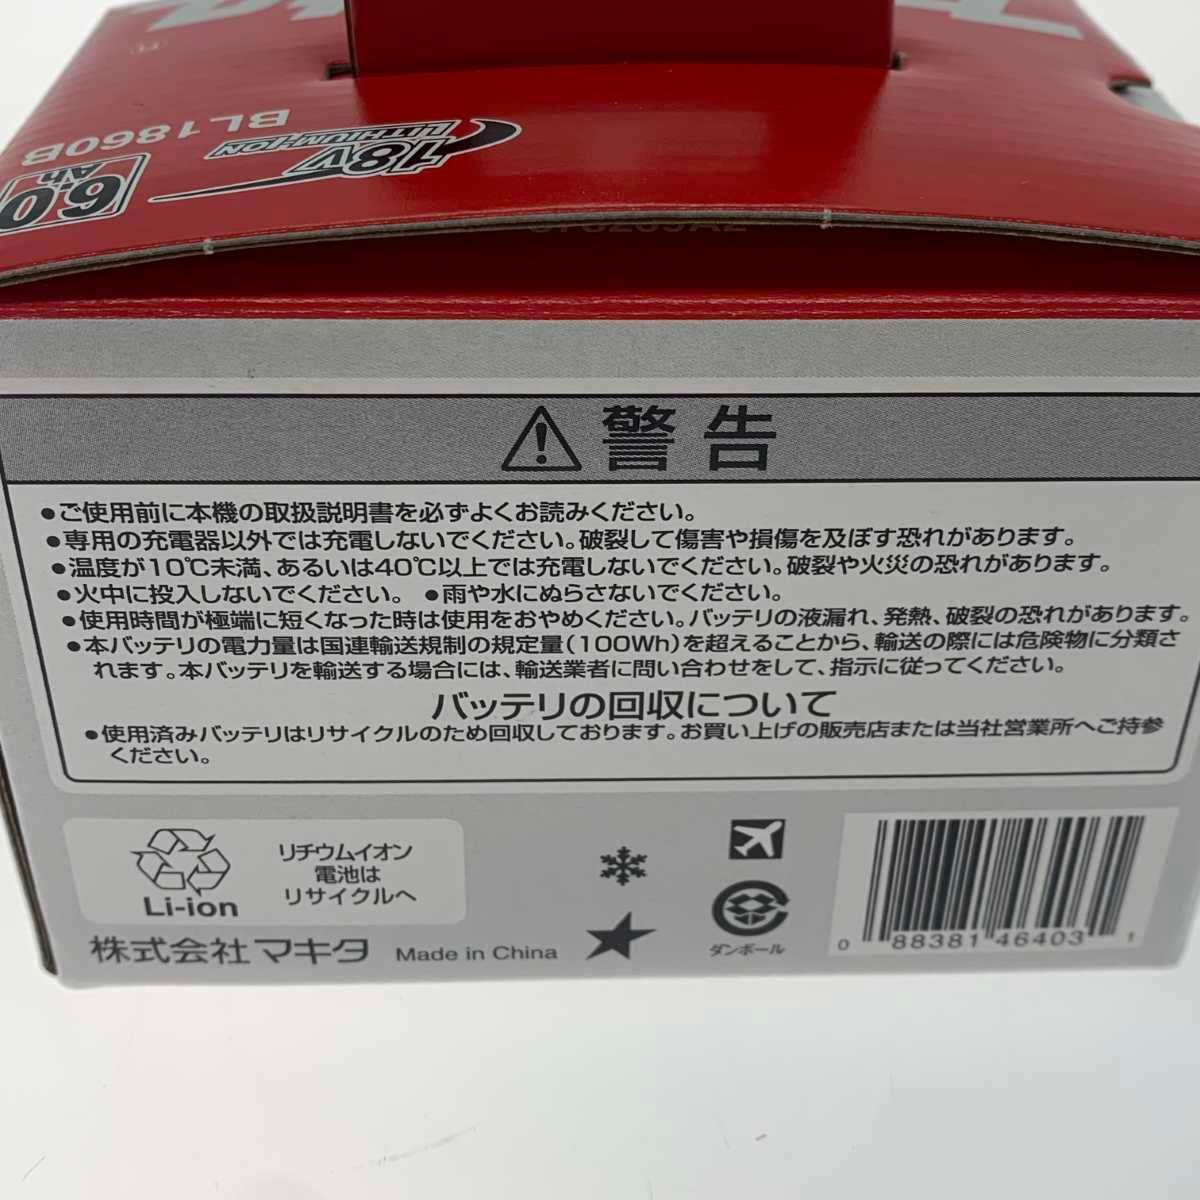 BL1860B
18V
LITHIUM-ION
6.0
Ah
警告
●ご使用前に本機の取扱説明書を必ずよくお読みください。
●専用の充電器以外では充電しないでください。破裂して傷害や損傷を及ぼす恐れがあります。
●温度が10℃未満、あるいは40℃以上では充電しないでください。破裂や火災の恐れがあります。
●火中に投入しないでください。 ●雨や水にぬらさないでください。
●使用時間が極端に短くなった時は使用をおやめください。バッテリの液漏れ、発熱、破裂の恐れがあります。
●本バッテリの電力量は国連輸送規制の規定量(100Wh)を超えることから、輸送の際には危険物に分類さ
れます。本バッテリを輸送する場合には、輸送業者に問い合わせをして、指示に従ってください。
バッテリの回収について
●使用済みバッテリはリサイクルのため回収しております。お買い上げの販売店または当社営業所へご持参
ください。
Li-ion
リチウムイオン
電池は
リサイクルへ
株式会社マキタ Made in China
ダンボール
0 88381 46403 1